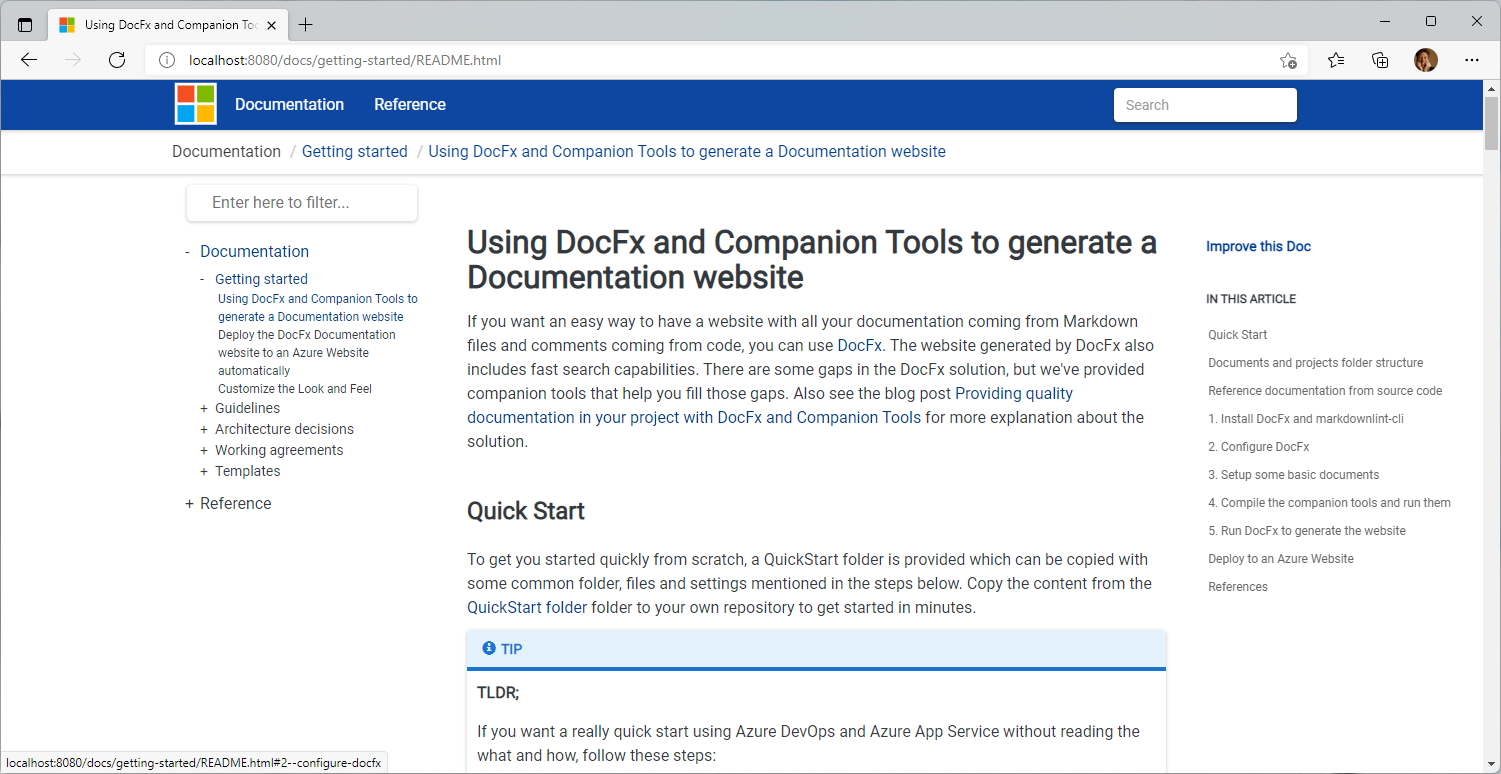 Using DocFx and Companion Too
localhost:8080/docs/getting-started/README.html
Documentation
Reference
Search
Documentation / Getting started / Using DocFx and Companion Tools to generate a Documentation website
Enter here to filter...
- Documentation
- Getting started
Using DocFx and Companion Tools to
generate a Documentation website
Deploy the DocFx Documentation
website to an Azure Website
automatically
Customize the Look and Feel
+ Guidelines
+ Architecture decisions
+ Working agreements
+ Templates
+ Reference
Using DocFx and Companion Tools to generate a
Documentation website
If you want an easy way to have a website with all your documentation coming from Markdown
files and comments coming from code, you can use DocFx. The website generated by DocFx also
includes fast search capabilities. There are some gaps in the DocFx solution, but we've provided
companion tools that help you fill those gaps. Also see the blog post Providing quality
documentation in your project with DocFx and Companion Tools for more explanation about the
solution.
Quick Start
To get you started quickly from scratch, a QuickStart folder is provided which can be copied with
some common folder, files and settings mentioned in the steps below. Copy the content from the
QuickStart folder folder to your own repository to get started in minutes.
TIP
TLDR;
If you want a really quick start using Azure DevOps and Azure App Service without reading the
what and how, follow these steps:
Improve this Doc
IN THIS ARTICLE
Quick Start
Documents and projects folder structure
Reference documentation from source code
1. Install DocFx and markdownlint-cli
2. Configure DocFx
3. Setup some basic documents
4. Compile the companion tools and run them
5. Run DocFx to generate the website
Deploy to an Azure Website
References
localhost:8080/docs/getting-started/README.html#2--configure-docfx